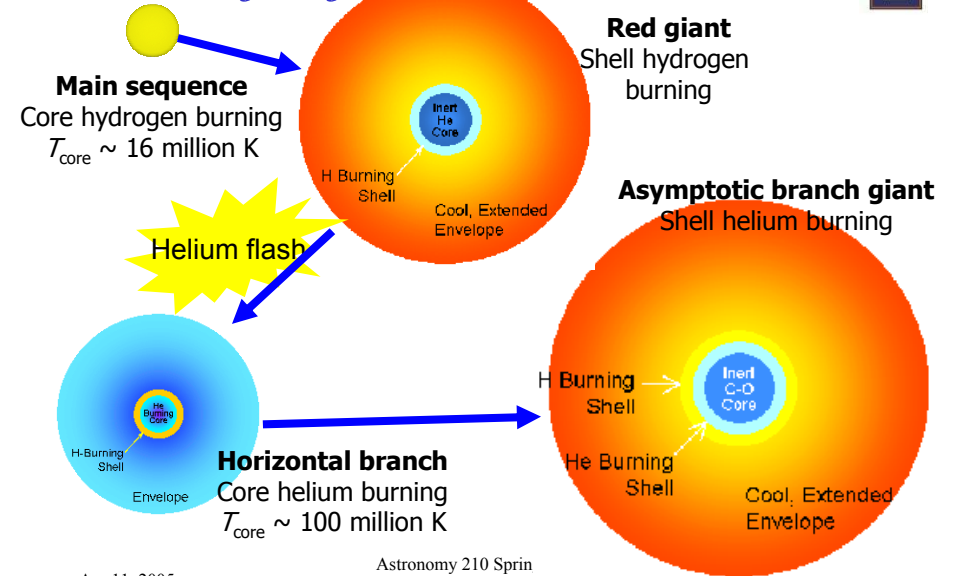 Main sequence
Core hydrogen burning
Tcore ~ 16 million K
Red giant
Shell hydrogen
burning
Inert
He
Core
H Burning
Shell
Cool, Extended
Envelope
Helium flash
He
Burning
Core
H-Burning
Shell
Envelope
Horizontal branch
Core helium burning
Tcore ~ 100 million K
Asymptotic branch giant
Shell helium burning
Inert
C-O
Core
H Burning
Shell
He Burning
Shell
Cool, Extended
Envelope
Astronomy 210 Sprin
11, 2005